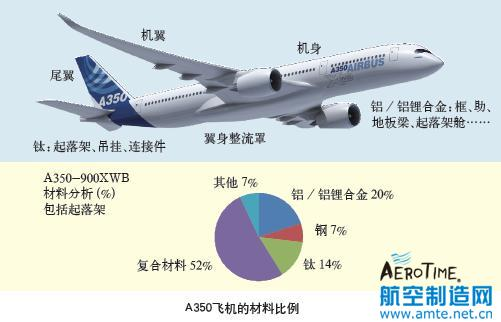 机翼
机身
尾翼
A350 AIRBUS
A350
铝/铝锂合金:框、肋、
地板梁、起落架舱……
翼身整流罩
钛:起落架、吊挂、连接件
A350-900XWB
材料分析(%)
包括起落架
其他 7%
铝/铝锂合金 20%
钢 7%
钛 14%
复合材料 52%
AEROTIME
航空制造网
www.amte.net.cn
A350飞机的材料比例